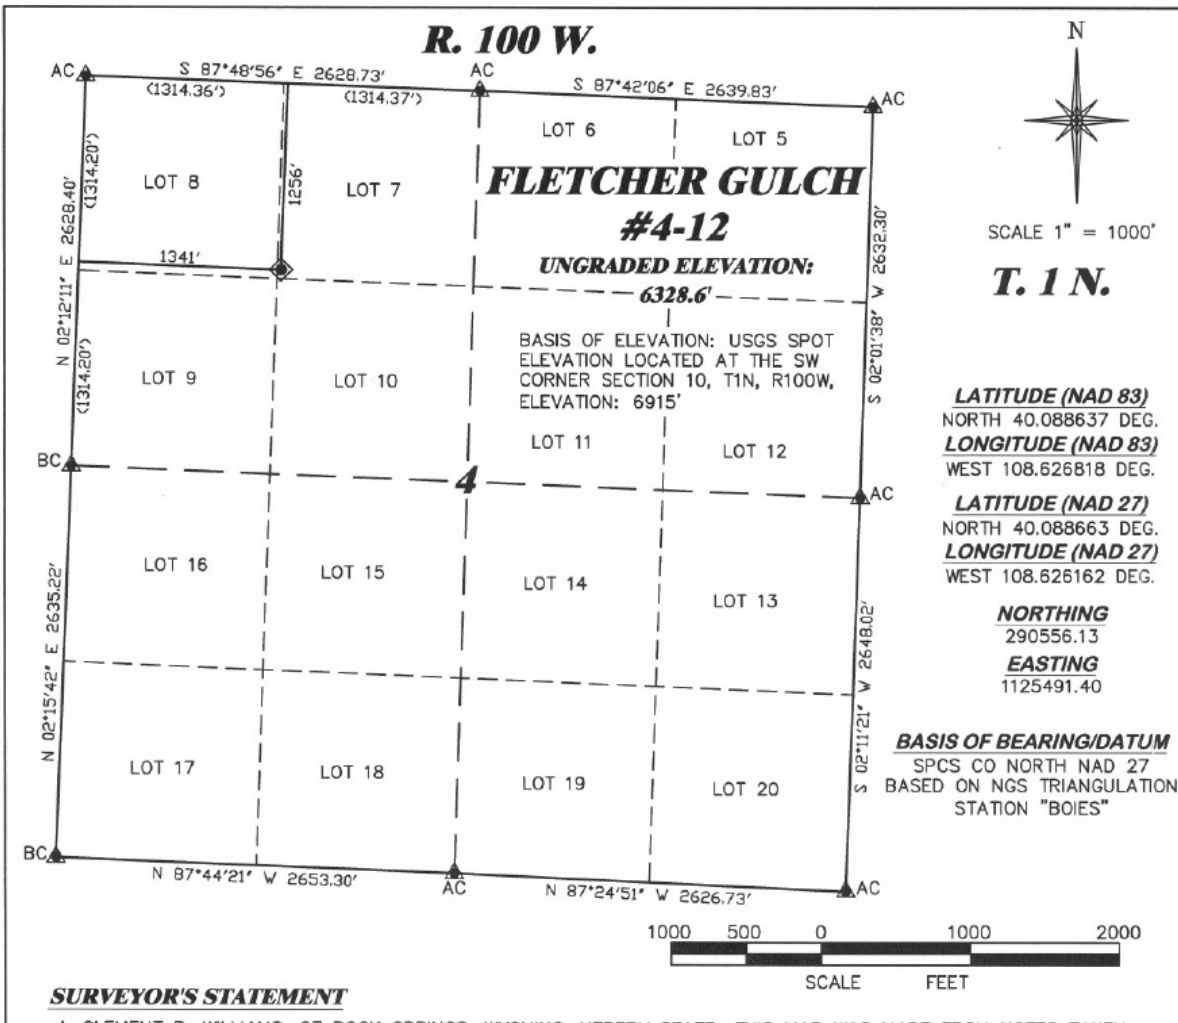 R. 100 W.
N
AC
S 87°48'56" E 2628.73'
AC
S 87°42'06" E 2639.83'
AC
(1314.36')
(1314.37')
LOT 6
LOT 5
(1314.20')
LOT 8
1256'
LOT 7
FLETCHER GULCH
#4-12
N 02°12'11" E 2628.40'
1341'
UNGRADED ELEVATION:
6328.6'
S 02°01'38" W 2632.30'
SCALE 1" = 1000'
T. 1 N.
BASIS OF ELEVATION: USGS SPOT
ELEVATION LOCATED AT THE SW
CORNER SECTION 10, T1N, R100W,
ELEVATION: 6915'
(1314.20')
LOT 9
LOT 10
LOT 11
LOT 12
BC
4
AC
LATITUDE (NAD 83)
NORTH 40.088637 DEG.
LONGITUDE (NAD 83)
WEST 108.626818 DEG.
LATITUDE (NAD 27)
NORTH 40.088663 DEG.
LONGITUDE (NAD 27)
WEST 108.626162 DEG.
LOT 16
LOT 15
LOT 14
LOT 13
N 02°15'42" E 2635.22'
S 02°11'21" W 2648.02'
NORTHING
290556.13
EASTING
1125491.40
BASIS OF BEARING/DATUM
SPCS CO NORTH NAD 27
BASED ON NGS TRIANGULATION
STATION "BOIES"
LOT 17
LOT 18
LOT 19
LOT 20
BC
N 87°44'21" W 2653.30'
AC
N 87°24'51" W 2626.73'
AC
1000 500 0 1000 2000
SCALE FEET
SURVEYOR'S STATEMENT